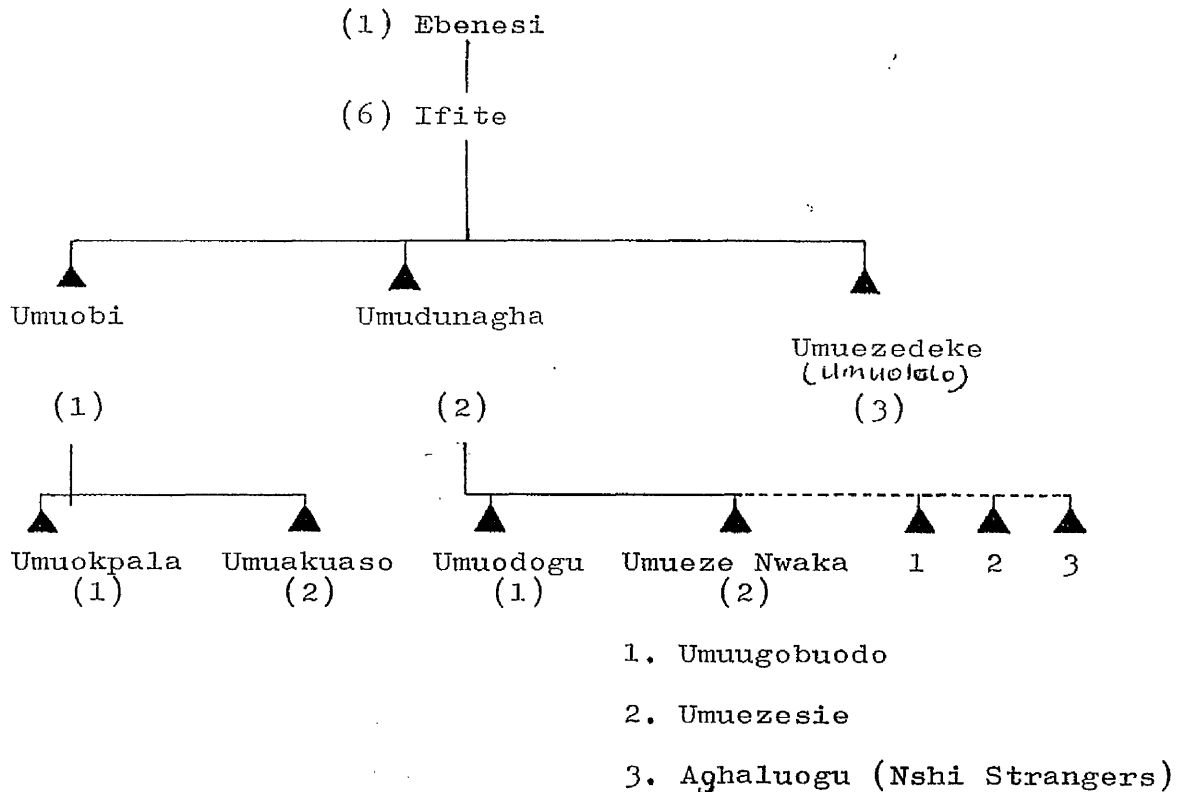 (1) Ebenesi
(6) Ifite
Umuobi Umudunagha
Umuezedeke
(1) (2) (3)
Umuokpala Umuakuaso Umuodogu Umueze Nwaka 1 2 3
(1) (2) (1) (2)
1. Umuugobuodo
2. Umuezesie
3. Aghaluogu (Nshi Strangers)